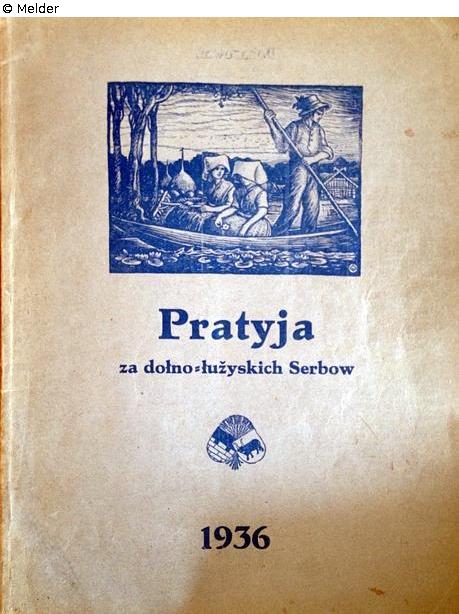 © Melder
Pratyja
za dołno=łužyskich Serbow
1936